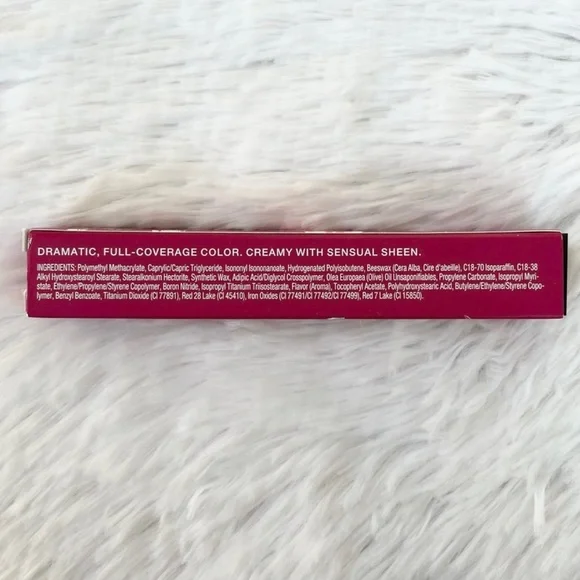 DRAMATIC, FULL-COVERAGE COLOR. CREAMY WITH SENSUAL SHEEN.
INGREDIENTS: Polymethyl Methacrylate, Caprylic/Capric Triglyceride, Isononyl Isononanoate, Hydrogenated Polyisobutene, Beeswax (Cera Alba, Cire d'abeille), C18-70 Isoparaffin, C18-38
Alkyl Hydroxystearoyl Stearate, Stearalkonium Hectorite, Synthetic Wax, Adipic Acid/Diglycol Crosspolymer, Olea Europaea (Olive) Oil Unsaponifiables, Propylene Carbonate, Isopropyl Myri-
state, Ethylene/Propylene/Styrene Copolymer, Boron Nitride, Isopropyl Titanium Triisostearate, Flavor (Aroma), Tocopheryl Acetate, Polyhydroxystearic Acid, Butylene/Ethylene/Styrene Copo-
lymer, Benzyl Benzoate, Titanium Dioxide (CI 77891), Red 28 Lake (CI 45410), Iron Oxides (CI 77491/CI 77492/CI 77499), Red 7 Lake (CI 15850).